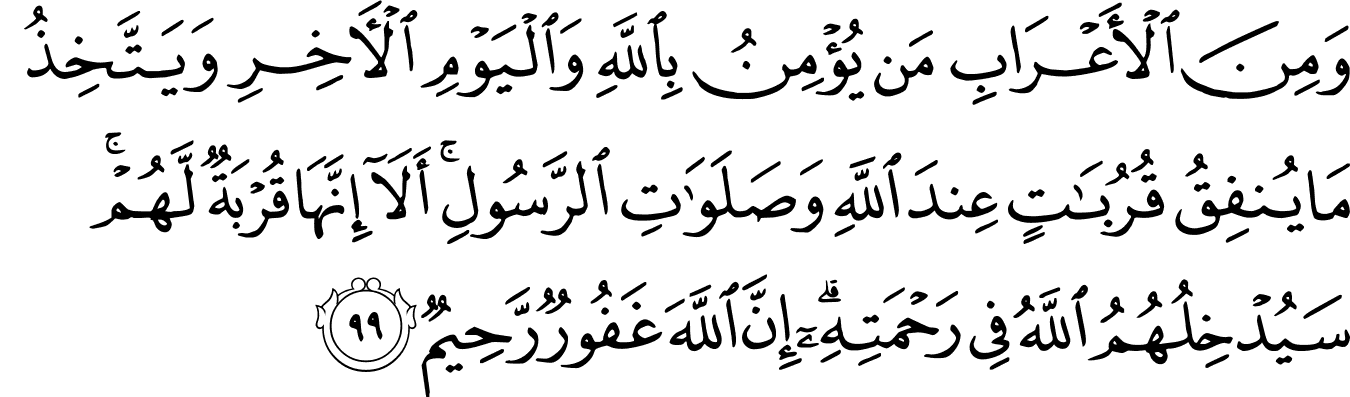 وَمِنَ ٱلْأَعْرَابِ مَن يُؤْمِنُ بِٱللَّهِ وَٱلْيَوْمِ ٱلْـَٔاخِرِ وَيَتَّخِذُ
مَا يُنفِقُ قُرُبَـٰتٍ عِندَ ٱللَّهِ وَصَلَوَٰتِ ٱلرَّسُولِ ۚ أَلَآ إِنَّهَا قُرْبَةٌ لَّهُمْ ۚ
سَيُدْخِلُهُمُ ٱللَّهُ فِى رَحْمَتِهِۦٓ ۗ إِنَّ ٱللَّهَ غَفُورٌ رَّحِيمٌ ٩٩